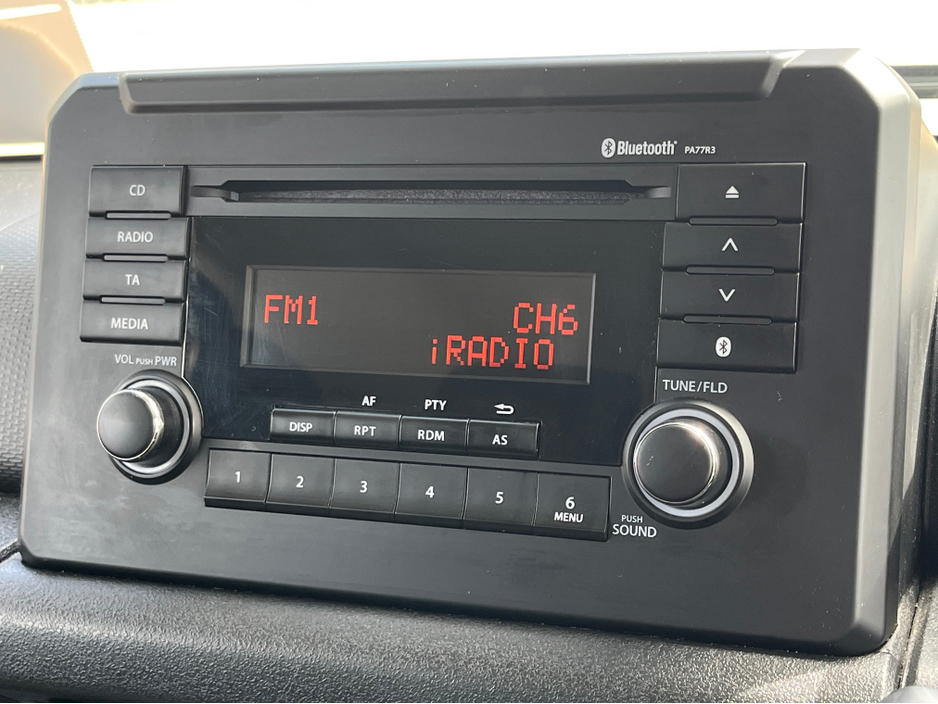 Bluetooth® PA77R3
CD
RADIO
TA
MEDIA
FM1 CH6
iRADIO
VOL PUSH PWR
TUNE/FLD
AF PTY
DISP RPT RDM AS
1 2 3 4 5 6
MENU
PUSH
SOUND